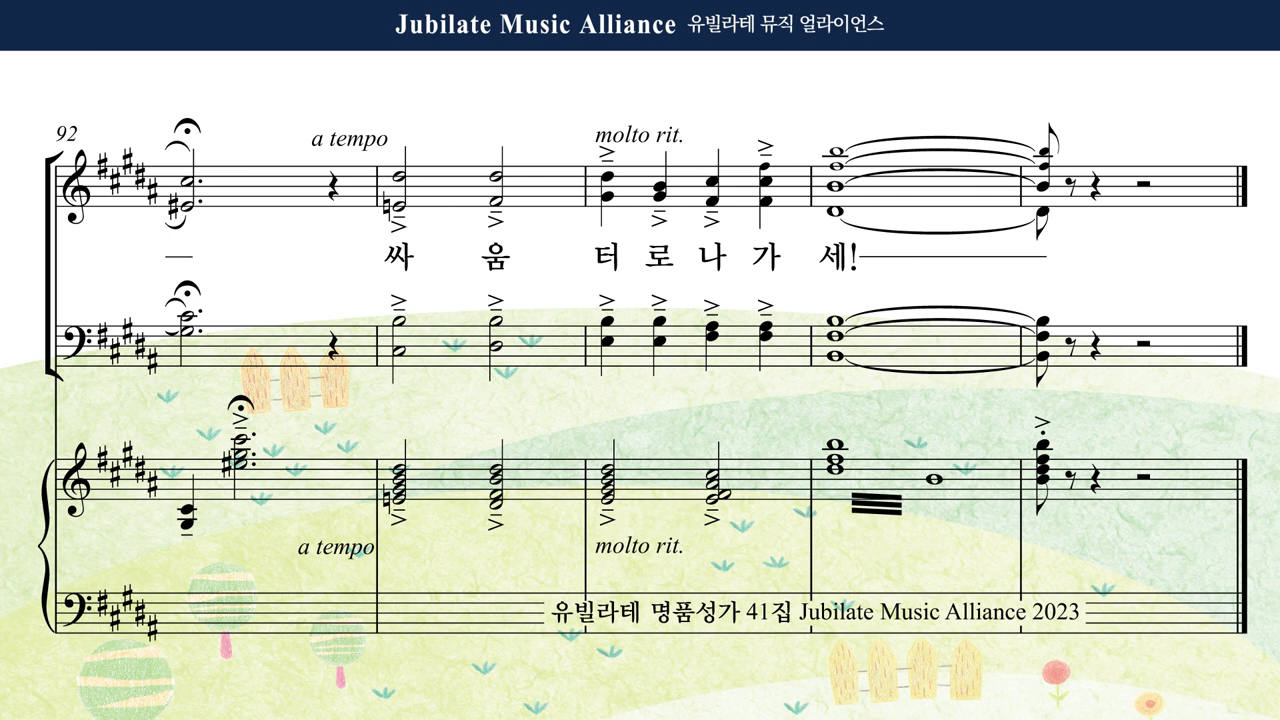 Jubilate Music Alliance 유빌라테 뮤직 얼라이언스
92
a tempo
molto rit.
싸 움 터 로 나 가 세!
a tempo
molto rit.
유빌라테 명품성가 41집 Jubilate Music Alliance 2023